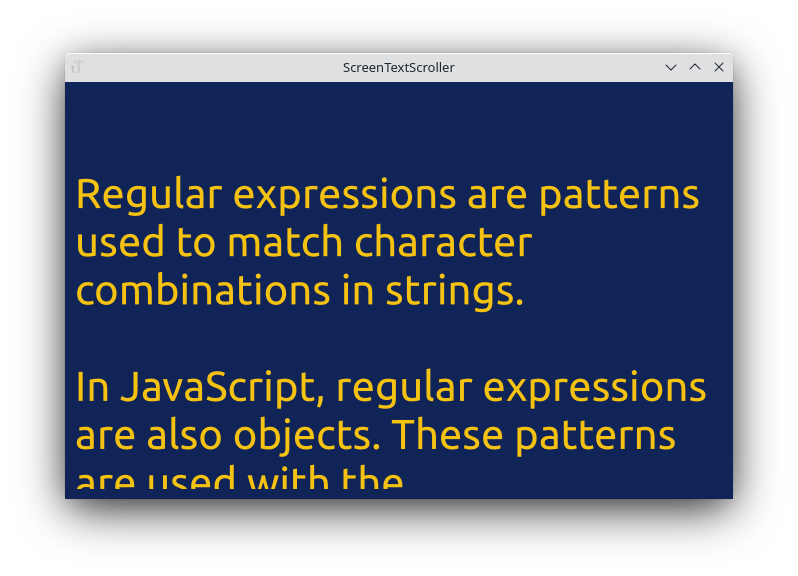 ScreenTextScroller
Regular expressions are patterns
used to match character
combinations in strings.
In JavaScript, regular expressions
are also objects. These patterns
are used with the